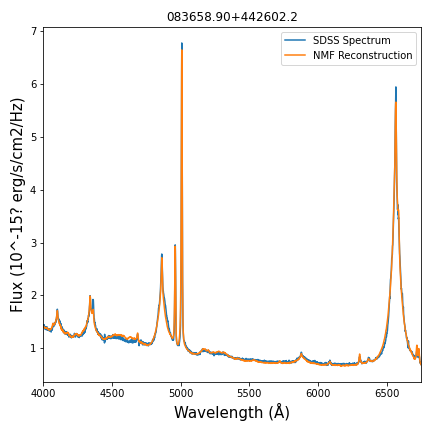 083658.90+442602.2
SDSS Spectrum
NMF Reconstruction
7
6
5
4
3
2
1
Flux (10^-15? erg/s/cm2/Hz)
4000 4500 5000 5500 6000 6500
Wavelength (Å)